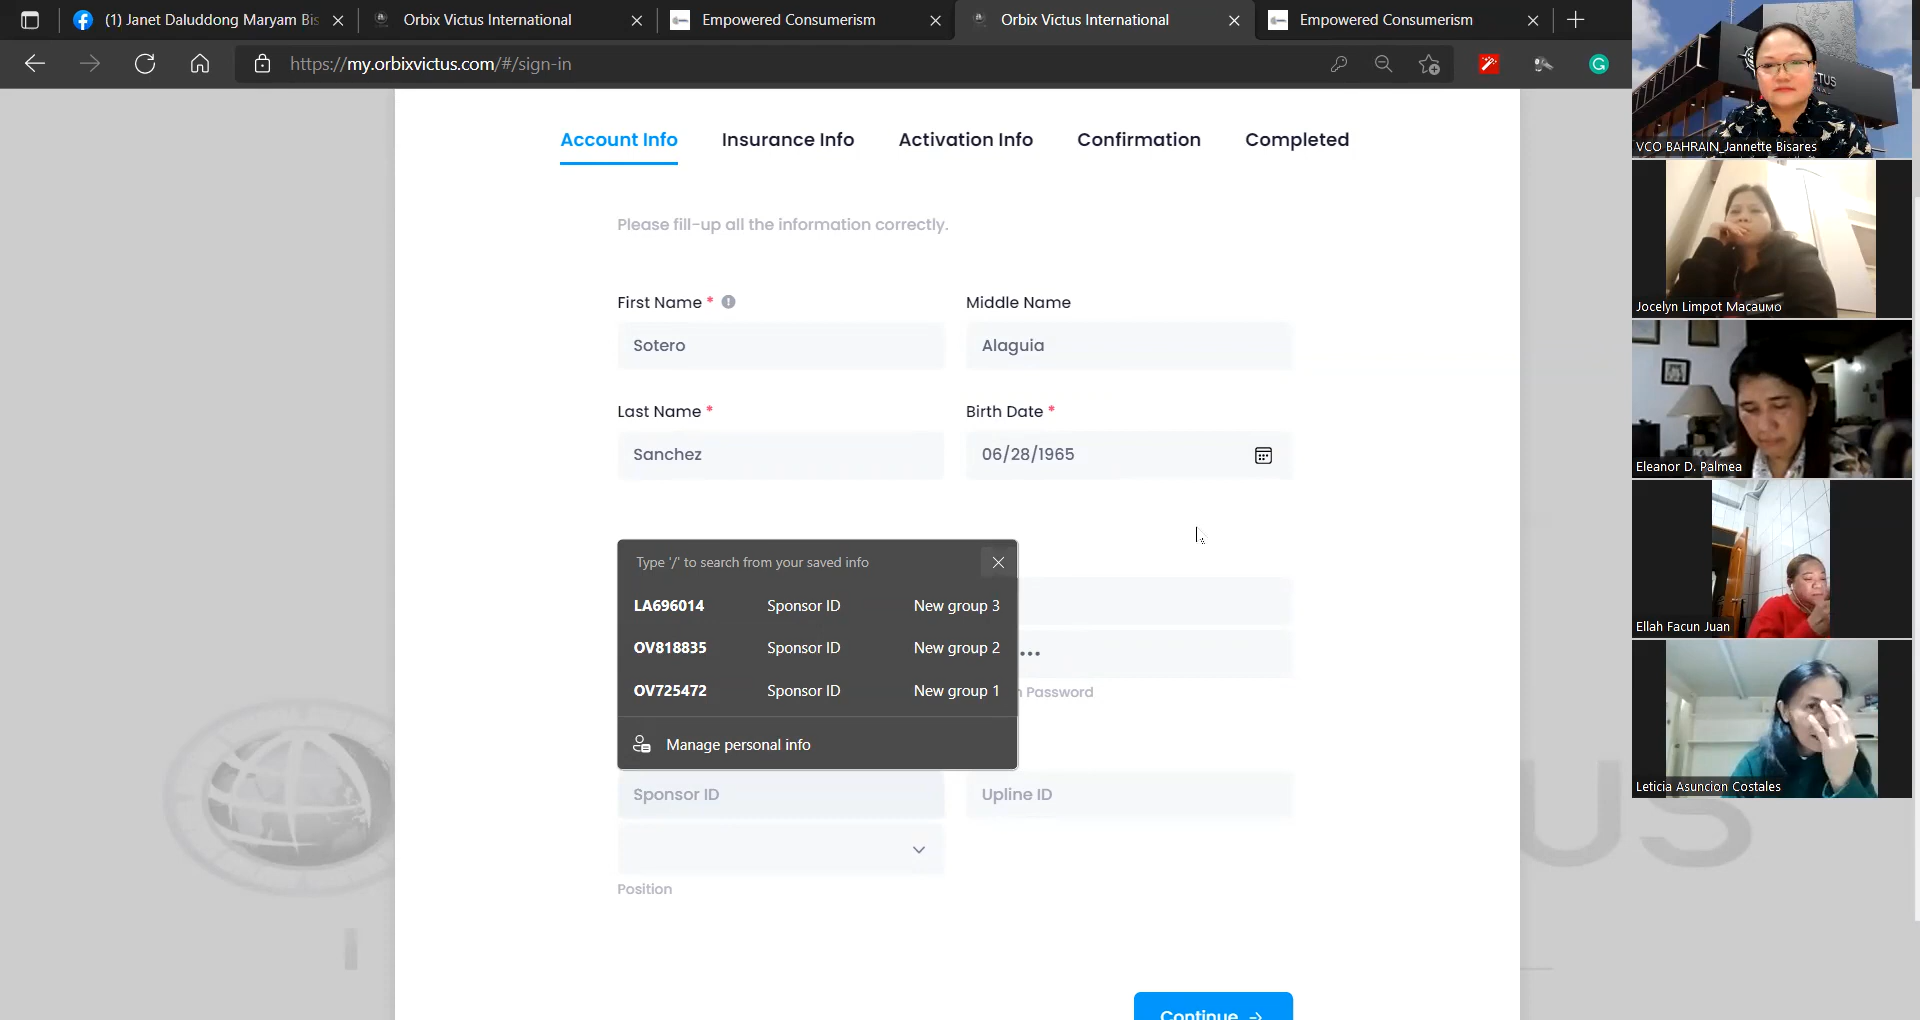 (1) Janet Daluddong Maryam Bis
Orbix Victus International
Empowered Consumerism
Orbix Victus International
Empowered Consumerism
https://my.orbixvictus.com/#/sign-in
Account Info
Insurance Info
Activation Info
Confirmation
Completed
Please fill-up all the information correctly.
First Name *
Middle Name
Sotero
Alaguia
Last Name *
Birth Date *
Sanchez
06/28/1965
Type '/' to search from your saved info
LA696014 Sponsor ID New group 3
OV818835 Sponsor ID New group 2
OV725472 Sponsor ID New group 1
Manage personal info
Password
Sponsor ID
Upline ID
Position
Continue →
VCO BAHRAIN_Jannette Bisares
Jocelyn Limpot Macaumo
Eleanor D. Palmea
Ellah Facun Juan
Leticia Asuncion Costales